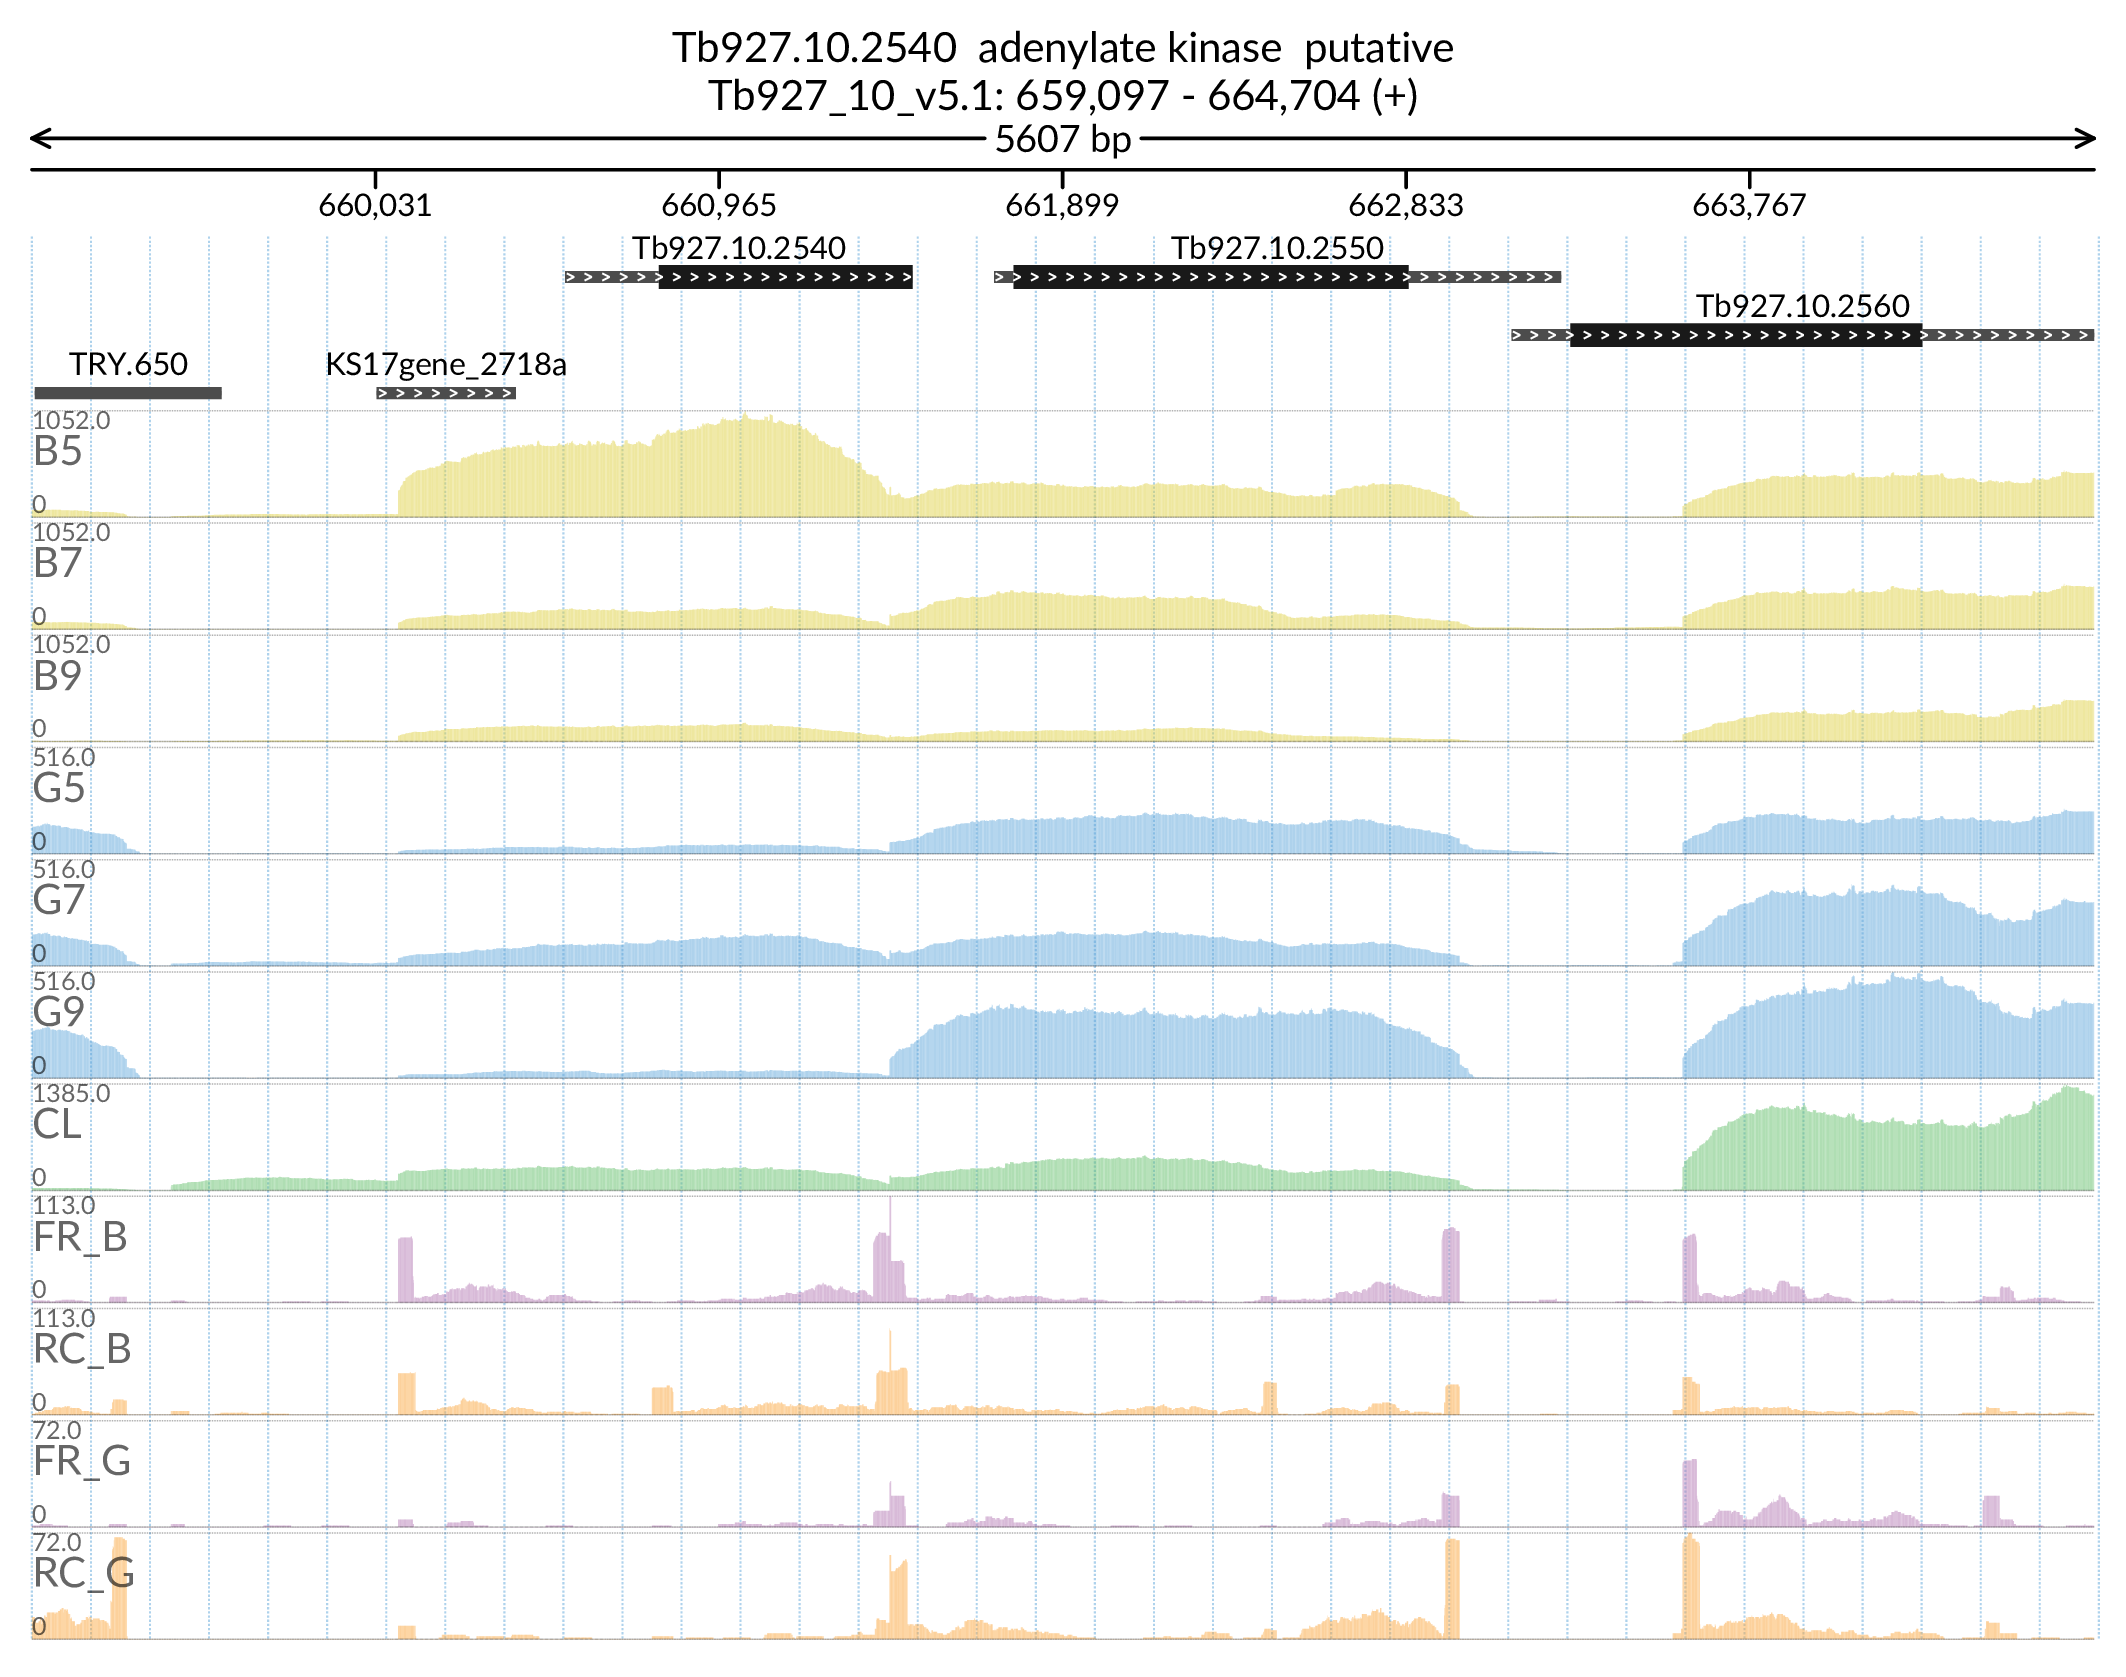 Tb927.10.2540  adenylate kinase  putative
Tb927_10_v5.1: 659,097 - 664,704 (+)
5607 bp
660,031 660,965 661,899 662,833 663,767
Tb927.10.2540 Tb927.10.2550
Tb927.10.2560
TRY.650 KS17gene_2718a
1052.0
B5
0
1052.0
B7
0
1052.0
B9
0
516.0
G5
0
516.0
G7
0
516.0
G9
0
1385.0
CL
0
113.0
FR_B
0
113.0
RC_B
0
72.0
FR_G
0
72.0
RC_G
0